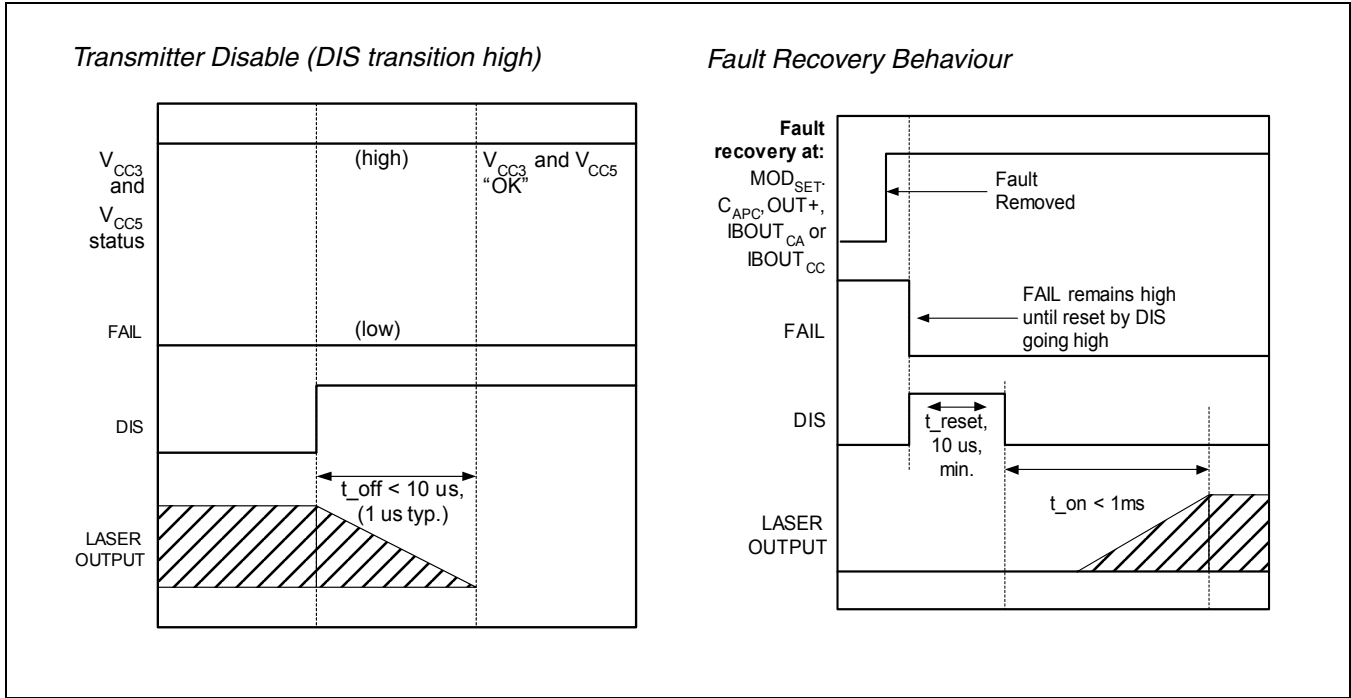 Transmitter Disable (DIS transition high)
V_CC3
and
V_CC5
status
(high)
V_CC3 and V_CC5
“OK”
FAIL
(low)
DIS
t_off < 10 us,
(1 us typ.)
LASER
OUTPUT
Fault Recovery Behaviour
Fault
recovery at:
MOD_SET.
C_APC, OUT+,
IBOUT_CA or
IBOUT_CC
Fault
Removed
FAIL
FAIL remains high
until reset by DIS
going high
DIS
t_reset,
10 us,
min.
t_on < 1ms
LASER
OUTPUT